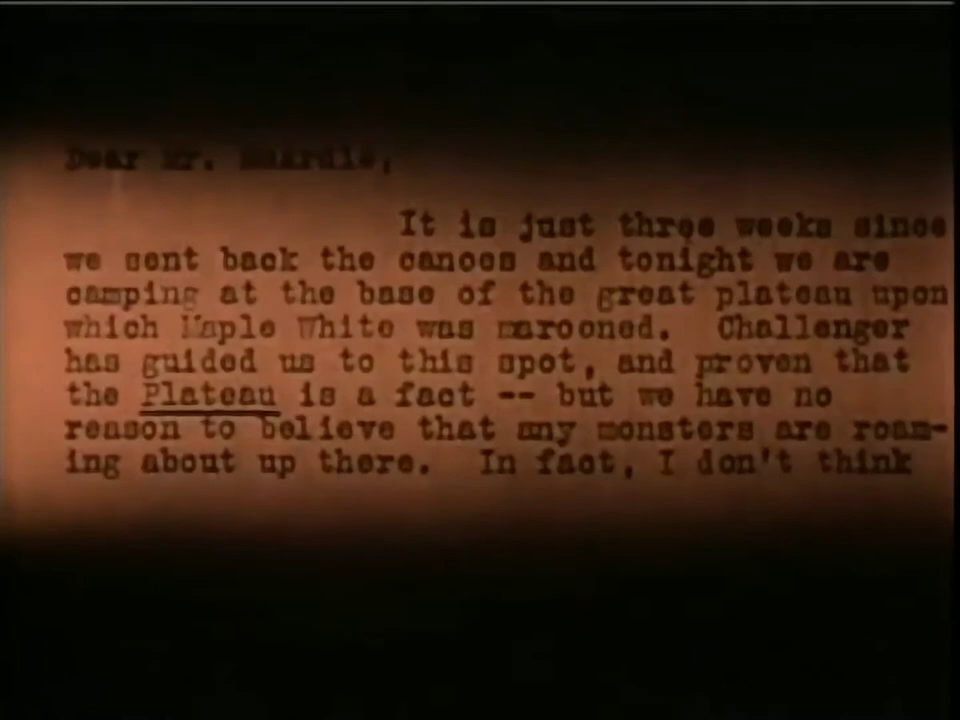 Dear Mr. McArdle,
It is just three weeks since
we sent back the canoes and tonight we are
camping at the base of the great plateau upon
which Maple White was marooned. Challenger
has guided us to this spot, and proven that
the Plateau is a fact -- but we have no
reason to believe that any monsters are roam-
ing about up there. In fact, I don't think